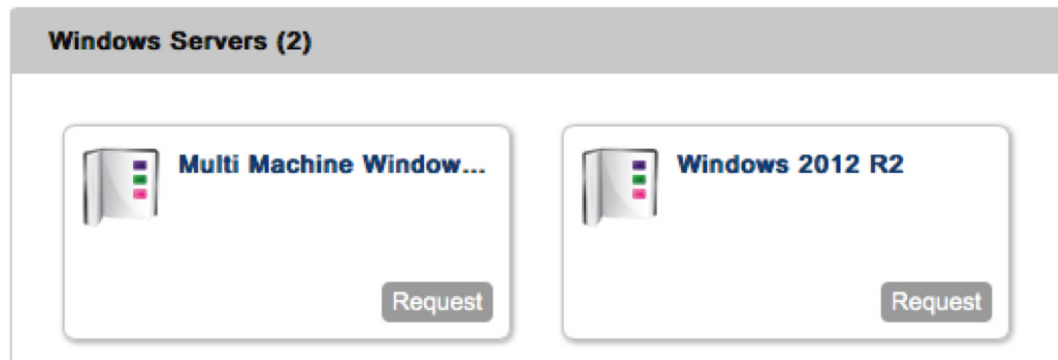 Windows Servers (2)
Multi Machine Window...
Windows 2012 R2
Request
Request